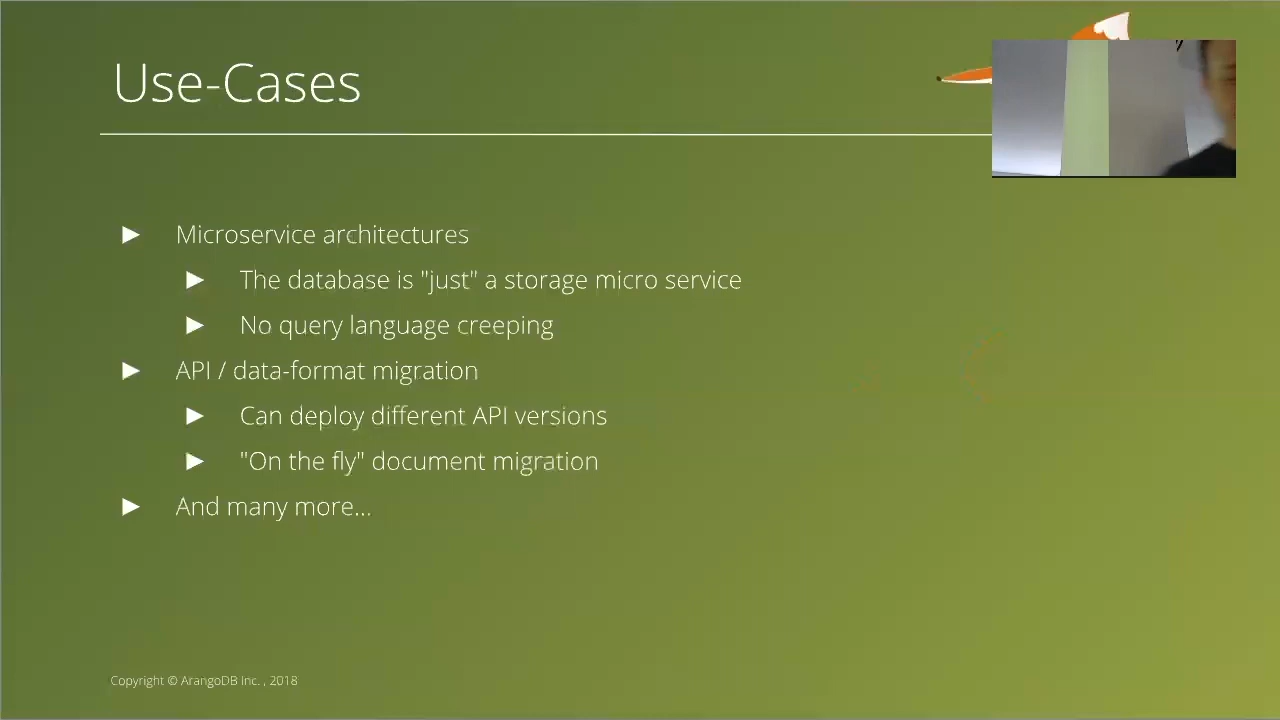 Use-Cases
► Microservice architectures
► The database is "just" a storage micro service
► No query language creeping
► API / data-format migration
► Can deploy different API versions
► "On the fly" document migration
► And many more...
Copyright © ArangoDB Inc. , 2018